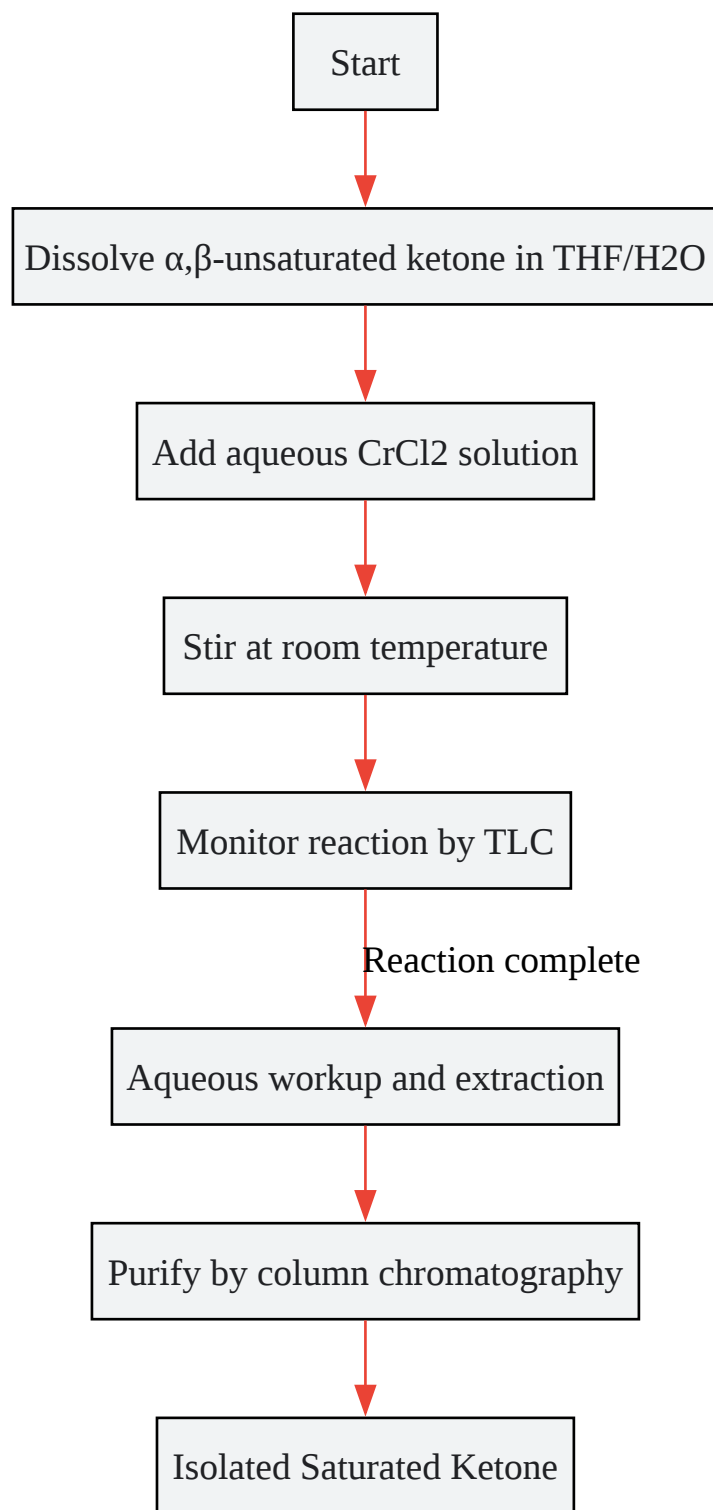 Start
Dissolve α,β-unsaturated ketone in THF/H2O
Add aqueous CrCl2 solution
Stir at room temperature
Monitor reaction by TLC
Reaction complete
Aqueous workup and extraction
Purify by column chromatography
Isolated Saturated Ketone